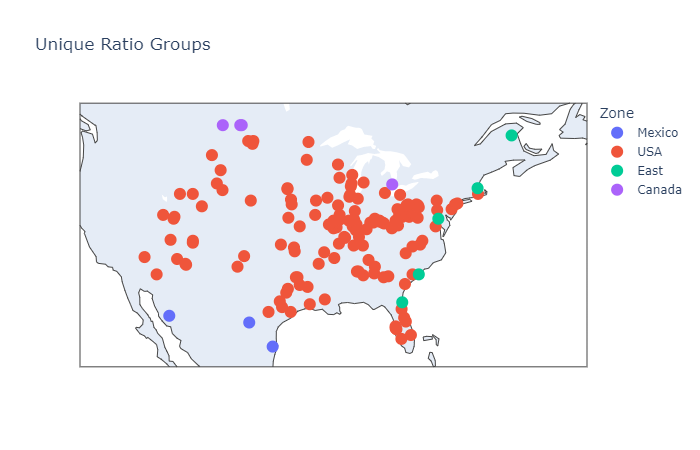 Unique Ratio Groups
Zone
Mexico
USA
East
Canada